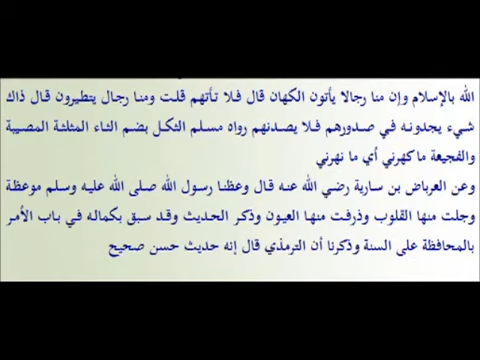 الله بالإسلام وإن منا رجالا يأتون الكهان قال فلا تأتهم قلت ومنا رجال يتطيرون قال ذاك
شيء يجدونه في صدورهم فلا يصدنهم رواه مسلم الثكل بضم الثاء المثلثة المصيبة
والفجيعة ما كهرني أي ما نهرني
وعن العرباض بن سارية رضي الله عنه قال وعظنا رسول الله صلى الله عليه وسلم موعظة
وجلت منها القلوب وذرفت منها العيون وذكر الحديث وقد سبق بكماله في باب الأمر
بالمحافظة على السنة وذكرنا أن الترمذي قال إنه حديث حسن صحيح